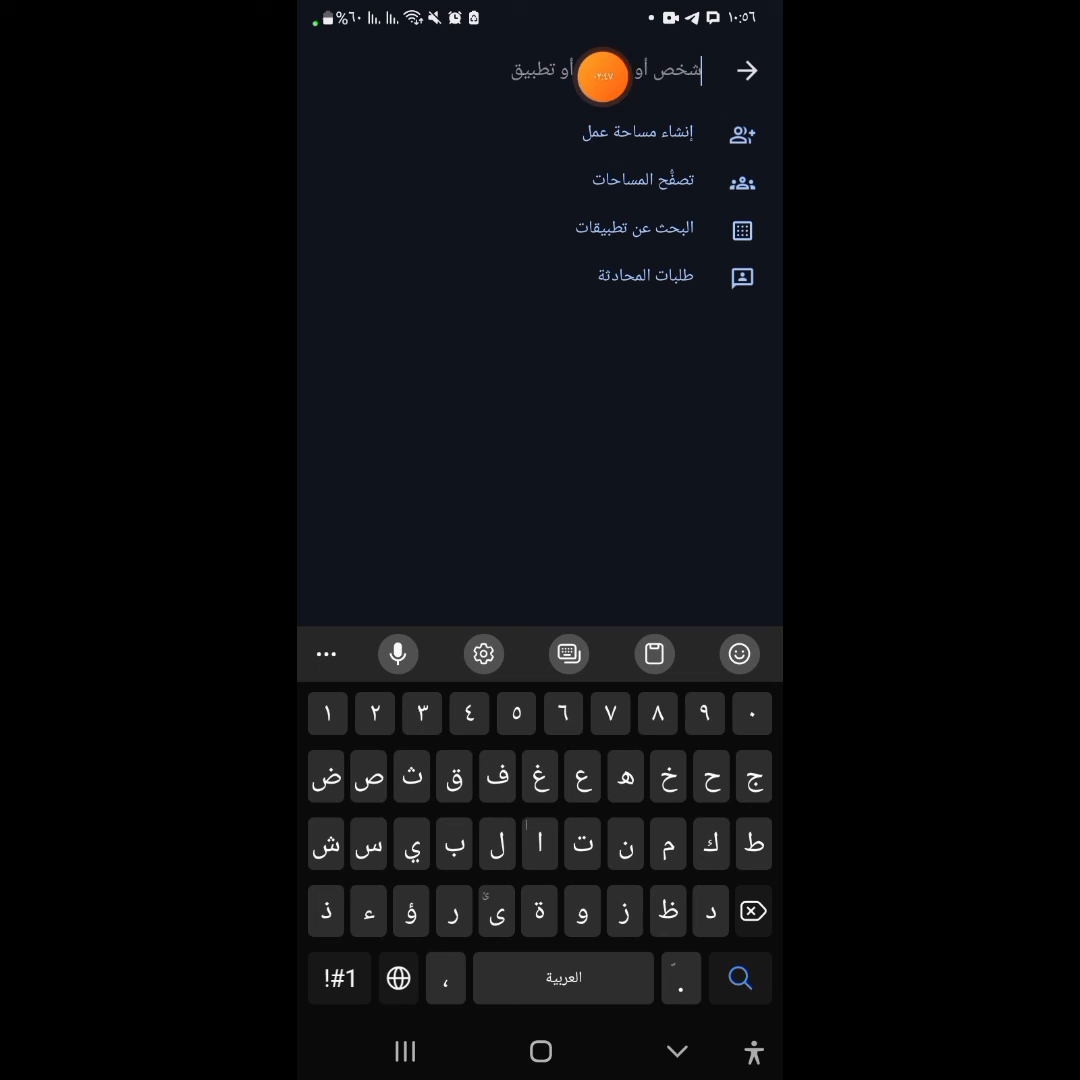 ١٠:٥٦
%٦٠
شخص أو أو تطبيق
٠٢:٤٧
إنشاء مساحة عمل
تصفُّح المساحات
البحث عن تطبيقات
طلبات المحادثة
١ ٢ ٣ ٤ ٥ ٦ ٧ ٨ ٩ ٠
ض ص ث ق ف غ ع ه خ ح ج
ش س ي ب ل ا ت ن م ك ط
ذ ء ؤ ر ى ة و ز ظ د
!#1 ، العربية .